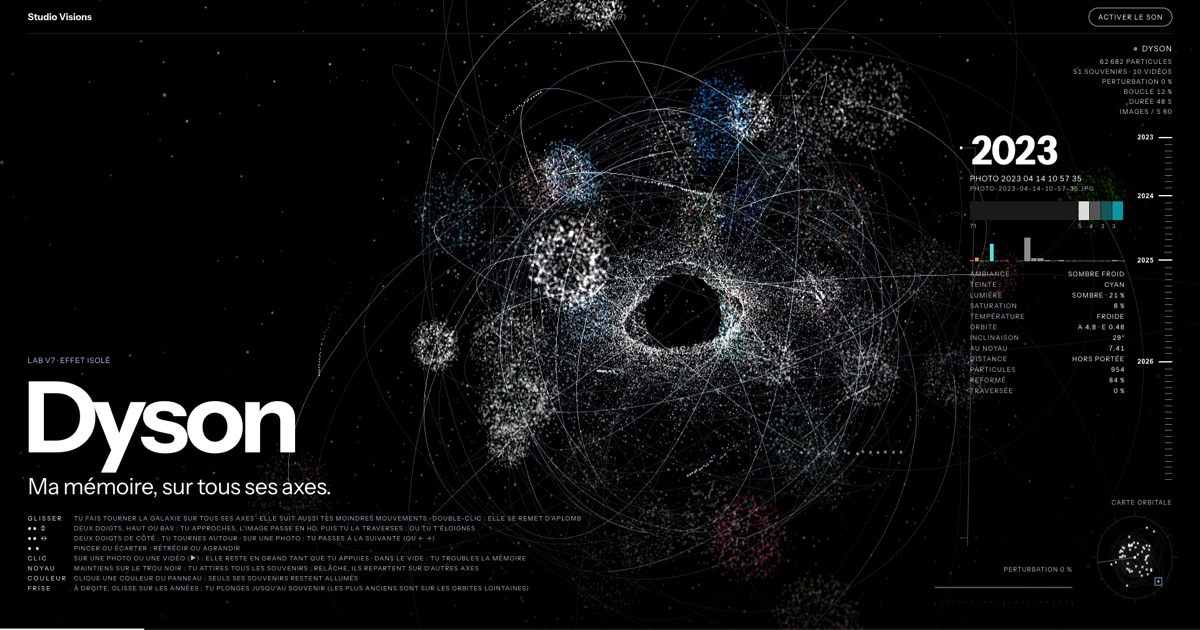 Studio Visions
ACTIVER LE SON
DYSON
62 682 PARTICULES
51 SOUVENIRS · 10 VIDÉOS
PERTURBATION 0 %
BOUCLE 12 %
DURÉE 48 S
IMAGES / S 60
2023
2024
2025
2026
2023
PHOTO 2023 04 14 10 57 35
PHOTO-2023-04-14-10-57-35.JPG
71 5 4 3 3
AMBIANCE SOMBRE FROID
TEINTE CYAN
LUMIÈRE SOMBRE · 21 %
SATURATION 8 %
TEMPÉRATURE FROIDE
ORBITE A 4,8 · E 0,48
INCLINAISON 29°
AU NOYAU 7,41
DISTANCE HORS PORTÉE
PARTICULES 954
REFORMÉ 84 %
TRAVERSÉE 0 %
LAB V7 · EFFET ISOLÉ
Dyson
Ma mémoire, sur tous ses axes.
GLISSER TU FAIS TOURNER LA GALAXIE SUR TOUS SES AXES · ELLE SUIT AUSSI TES MOINDRES MOUVEMENTS · DOUBLE-CLIC : ELLE SE REMET D'APLOMB
●● ⇕ DEUX DOIGTS, HAUT OU BAS : TU APPROCHES, L'IMAGE PASSE EN HD, PUIS TU LA TRAVERSES : OU TU T'ÉLOIGNES
●● ⇔ DEUX DOIGTS DE CÔTÉ : TU TOURNES AUTOUR · SUR UNE PHOTO : TU PASSES À LA SUIVANTE (OU ← →)
● ● PINCER OU ÉCARTER : RÉTRÉCIR OU AGRANDIR
CLIC SUR UNE PHOTO OU UNE VIDÉO (▶) : ELLE RESTE EN GRAND TANT QUE TU APPUIES · DANS LE VIDE : TU TROUBLES LA MÉMOIRE
NOYAU MAINTIENS SUR LE TROU NOIR : TU ATTIRES TOUS LES SOUVENIRS ; RELÂCHE, ILS REPARTENT SUR D'AUTRES AXES
COULEUR CLIQUE UNE COULEUR DU PANNEAU : SEULS SES SOUVENIRS RESTENT ALLUMÉS
FRISE À DROITE, GLISSE SUR LES ANNÉES : TU PLONGES JUSQU'AU SOUVENIR (LES PLUS ANCIENS SONT SUR LES ORBITES LOINTAINES)
CARTE ORBITALE
PERTURBATION 0 %